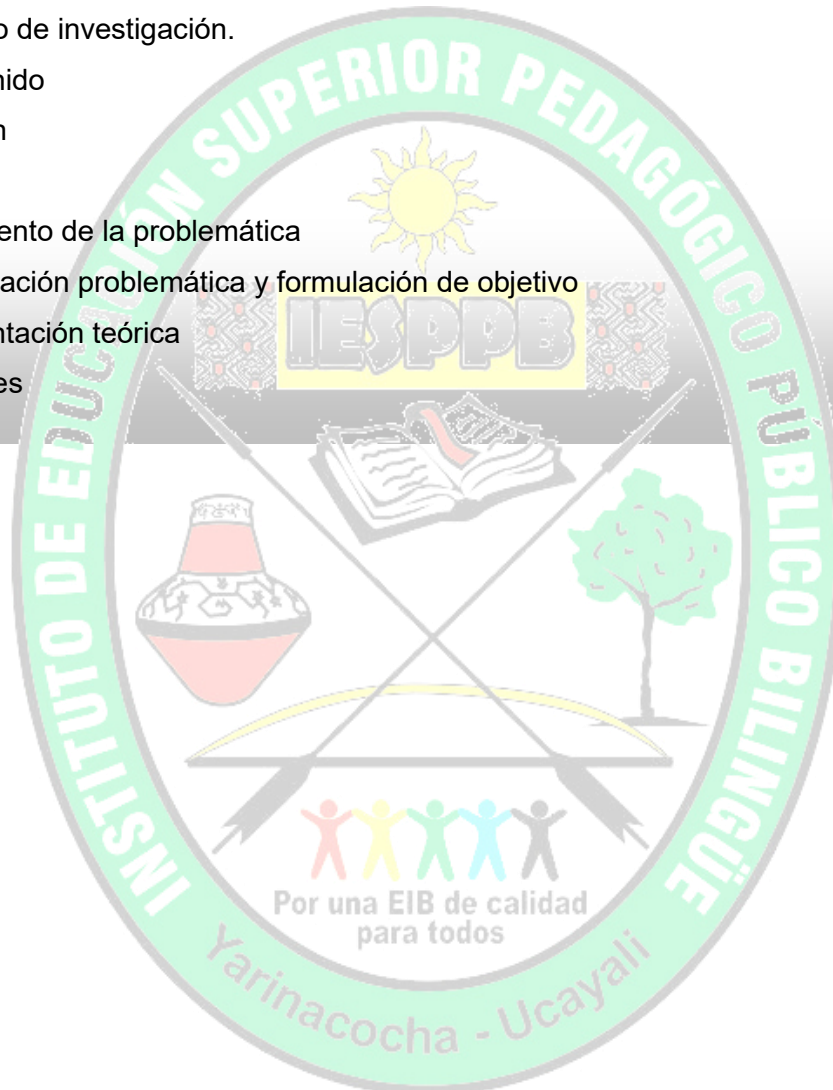 o de investigación.
nido
n
ento de la problemática
ación problemática y formulación de objetivo
ntación teórica
es
INSTITUTO DE EDUCACIÓN SUPERIOR PEDAGÓGICO PÚBLICO BILINGÜE
IESPPB
Por una EIB de calidad
para todos
Yarinacocha - Ucayali